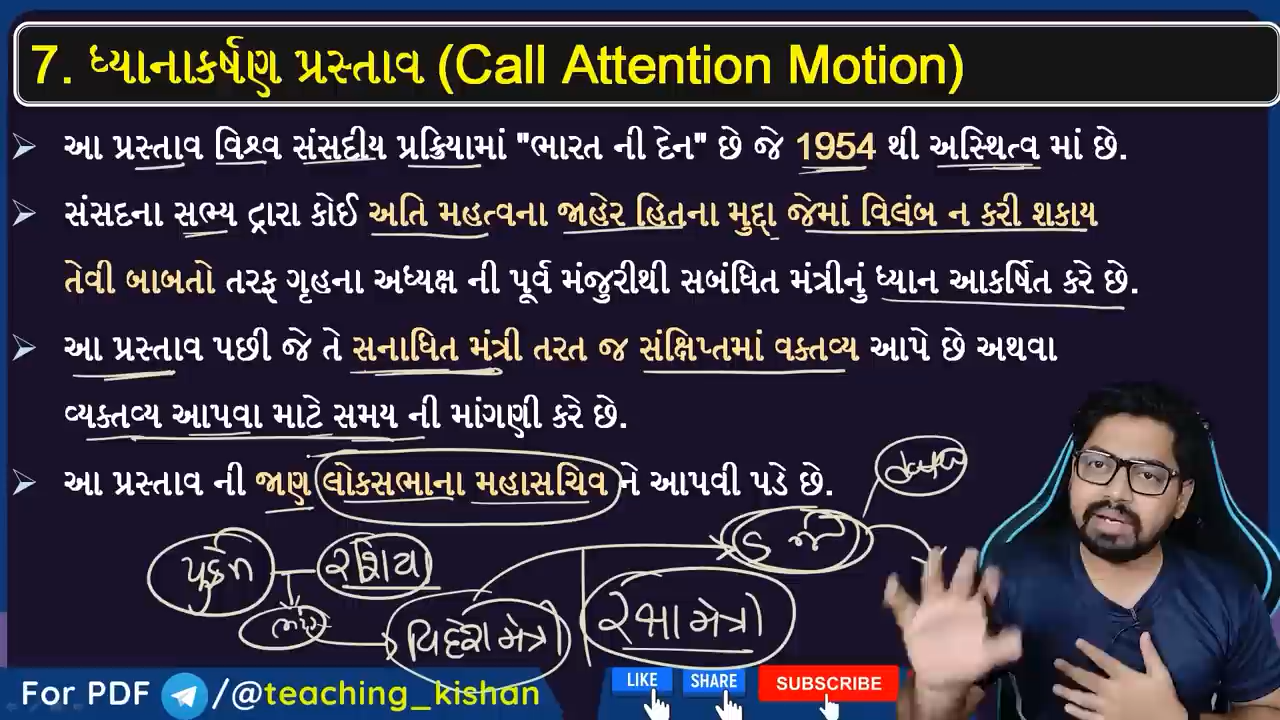 7. ધ્યાનાકર્ષણ પ્રસ્તાવ (Call Attention Motion)
➢ આ પ્રસ્તાવ વિશ્વ સંસદીય પ્રક્રિયામાં "ભારત ની દેન" છે જે 1954 થી અસ્થિત્વ માં છે.
➢ સંસદના સભ્ય દ્વારા કોઈ અતિ મહત્વના જાહેર હિતના મુદ્દા જેમાં વિલંબ ન કરી શકાય
તેવી બાબતો તરફ ગૃહના અધ્યક્ષ ની પૂર્વ મંજુરીથી સબંધિત મંત્રીનું ધ્યાન આકર્ષિત કરે છે.
➢ આ પ્રસ્તાવ પછી જે તે સનાધિત મંત્રી તરત જ સંક્ષિપ્તમાં વક્તવ્ય આપે છે અથવા
વ્યક્તવ્ય આપવા માટે સમય ની માંગણી કરે છે.
➢ આ પ્રસ્તાવ ની જાણ લોકસભાના મહાસચિવ ને આપવી પડે છે.
યુક્રેન રશિયા
વિદેશ મંત્રી રક્ષા મંત્રી
For PDF /@teaching_kishan LIKE SHARE SUBSCRIBE